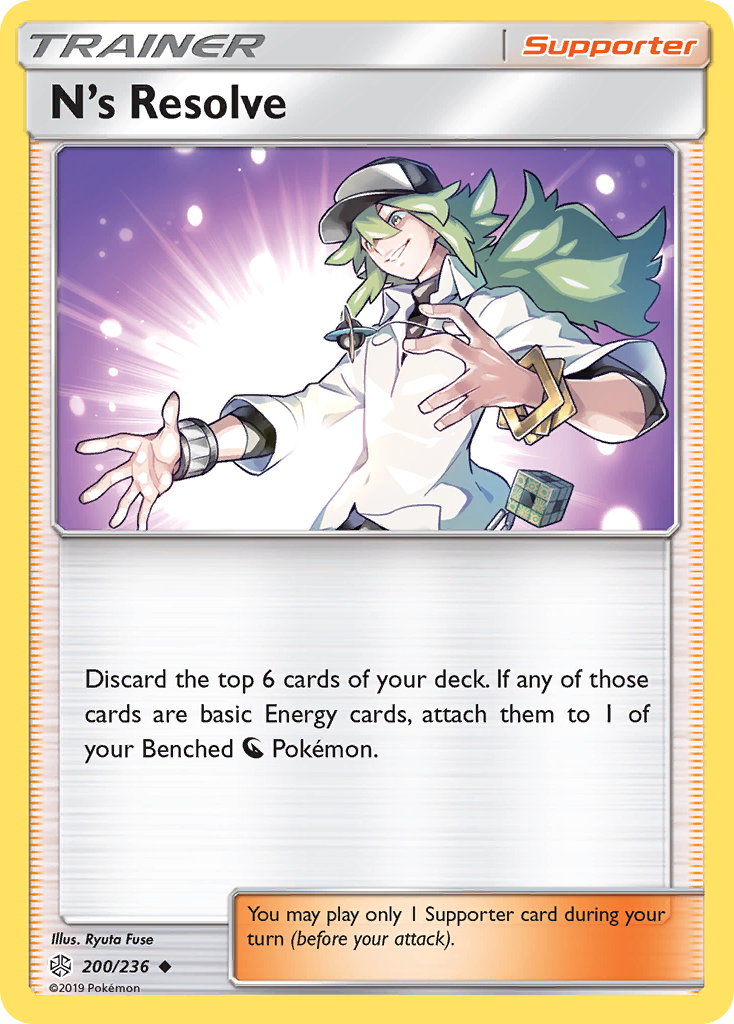 TRAINER
Supporter
N's Resolve
Discard the top 6 cards of your deck. If any of those
cards are basic Energy cards, attach them to 1 of
your Benched Pokémon.
You may play only 1 Supporter card during your
turn (before your attack).
Illus. Ryuta Fuse
200/236
©2019 Pokémon